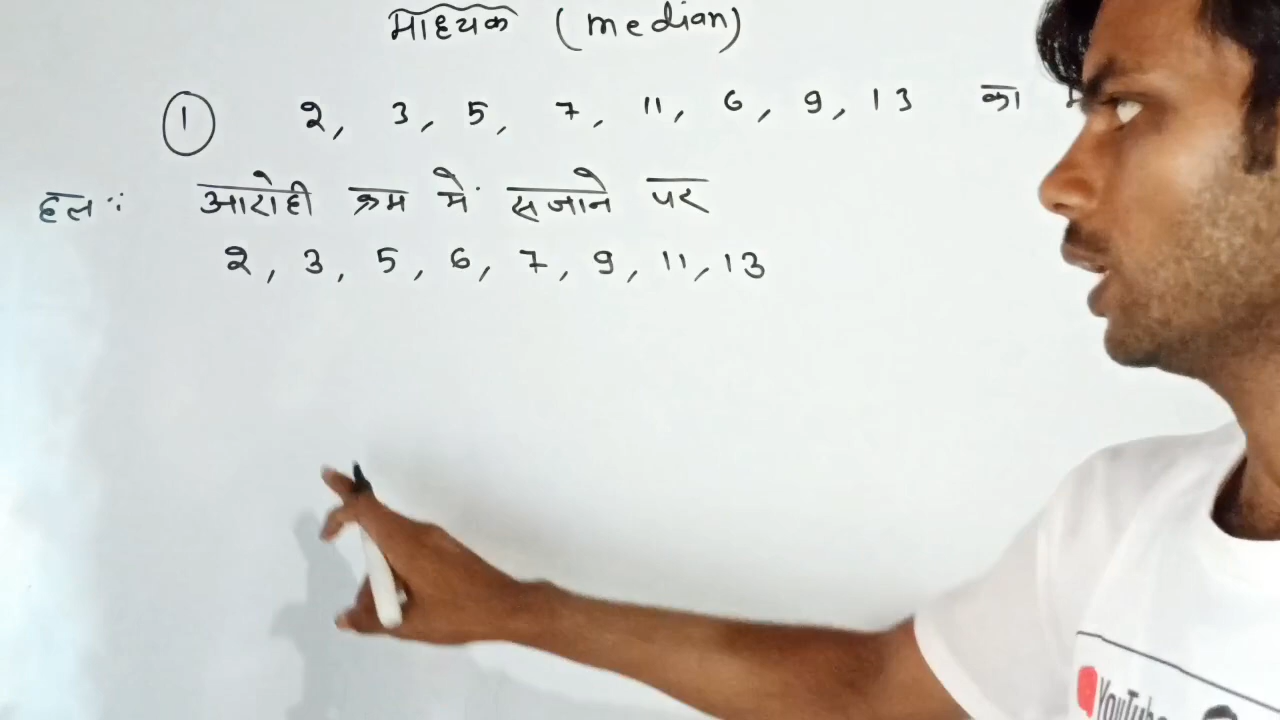 माध्यक (median)
① 2, 3, 5, 7, 11, 6, 9, 13 का
हल:: आरोही क्रम में सजाने पर
2, 3, 5, 6, 7, 9, 11, 13
YouTube